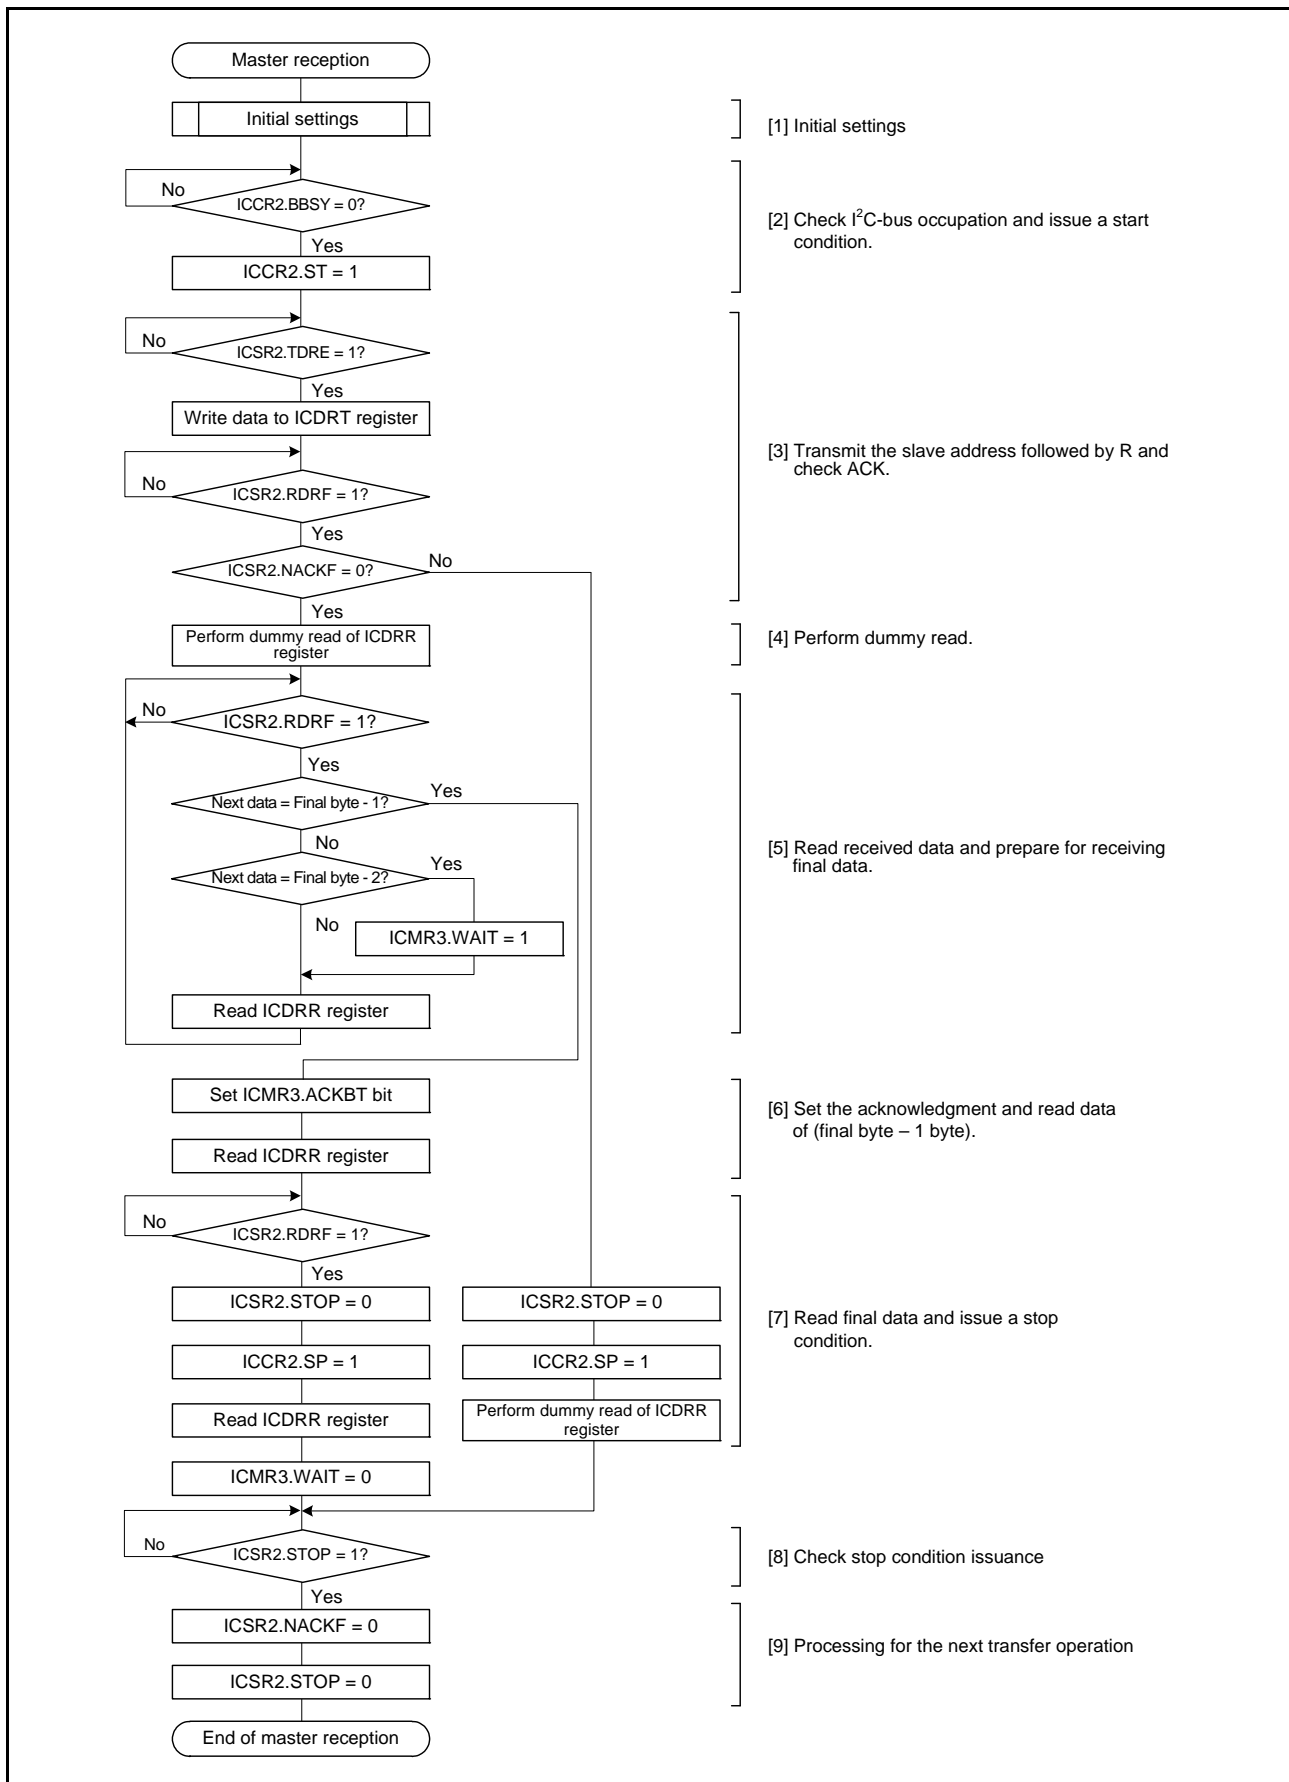 Master reception
Initial settings
[1] Initial settings
No
ICCR2.BBSY = 0?
Yes
[2] Check I²C-bus occupation and issue a start
condition.
ICCR2.ST = 1
No
ICSR2.TDRE = 1?
Yes
Write data to ICDRT register
[3] Transmit the slave address followed by R and
check ACK.
No
ICSR2.RDRF = 1?
Yes
ICSR2.NACKF = 0?
No
Yes
Perform dummy read of ICDRR
register
[4] Perform dummy read.
No
ICSR2.RDRF = 1?
Yes
Next data = Final byte - 1?
Yes
No
[5] Read received data and prepare for receiving
final data.
Next data = Final byte - 2?
Yes
No
ICMR3.WAIT = 1
Read ICDRR register
Set ICMR3.ACKBT bit
[6] Set the acknowledgment and read data
of (final byte – 1 byte).
Read ICDRR register
No
ICSR2.RDRF = 1?
Yes
ICSR2.STOP = 0
ICSR2.STOP = 0
[7] Read final data and issue a stop
condition.
ICCR2.SP = 1
ICCR2.SP = 1
Read ICDRR register
Perform dummy read of ICDRR
register
ICMR3.WAIT = 0
No
ICSR2.STOP = 1?
[8] Check stop condition issuance
Yes
ICSR2.NACKF = 0
[9] Processing for the next transfer operation
ICSR2.STOP = 0
End of master reception